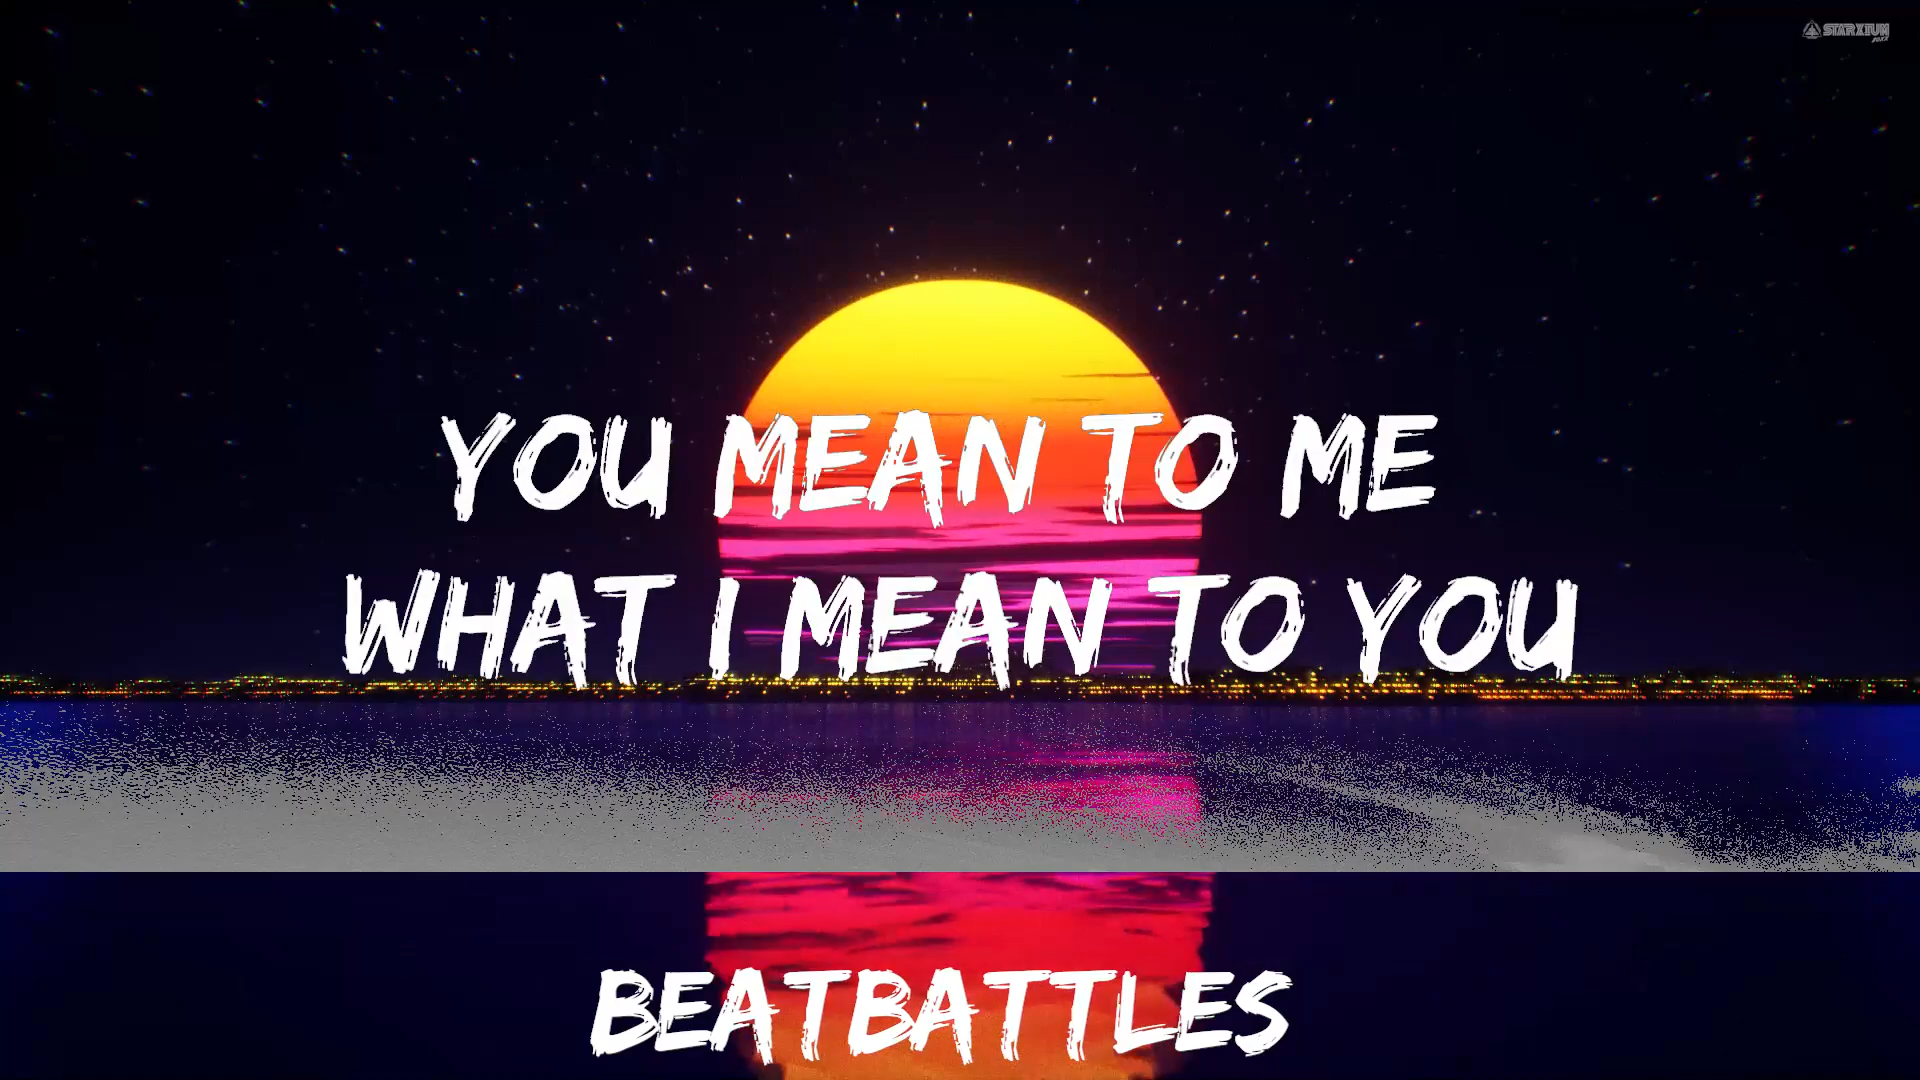 STARXIUM
YOU MEAN TO ME
WHAT I MEAN TO YOU
BEATBATTLES